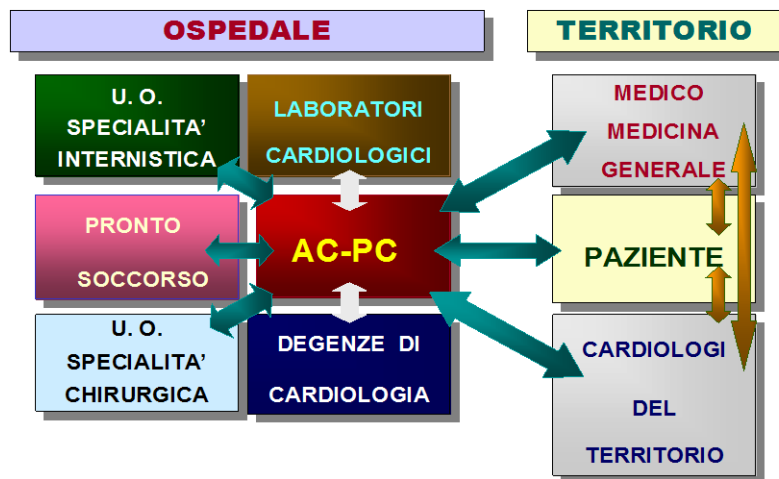 OSPEDALE
TERRITORIO
U. O.
SPECIALITA’
INTERNISTICA
LABORATORI
CARDIOLOGICI
MEDICO
MEDICINA
GENERALE
PRONTO
SOCCORSO
AC-PC
PAZIENTE
U. O.
SPECIALITA’
CHIRURGICA
DEGENZE DI
CARDIOLOGIA
CARDIOLOGI
DEL
TERRITORIO